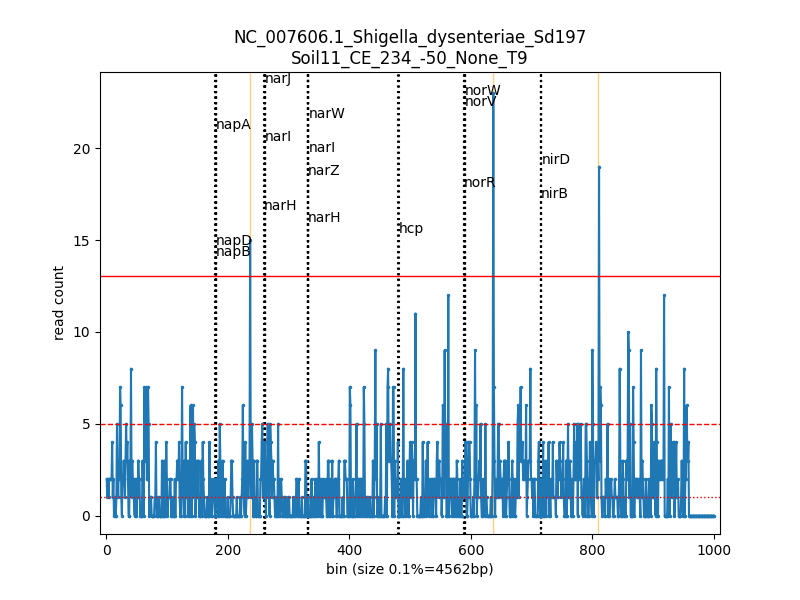 NC_007606.1_Shigella_dysenteriae_Sd197
Soil11_CE_234_-50_None_T9
narJ
norW
norV
narW
napA
narI
narI
nirD
narZ
norR
nirB
narH
narH
hcp
napD
napB
20
15
10
5
0
read count
0 200 400 600 800 1000
bin (size 0.1%=4562bp)